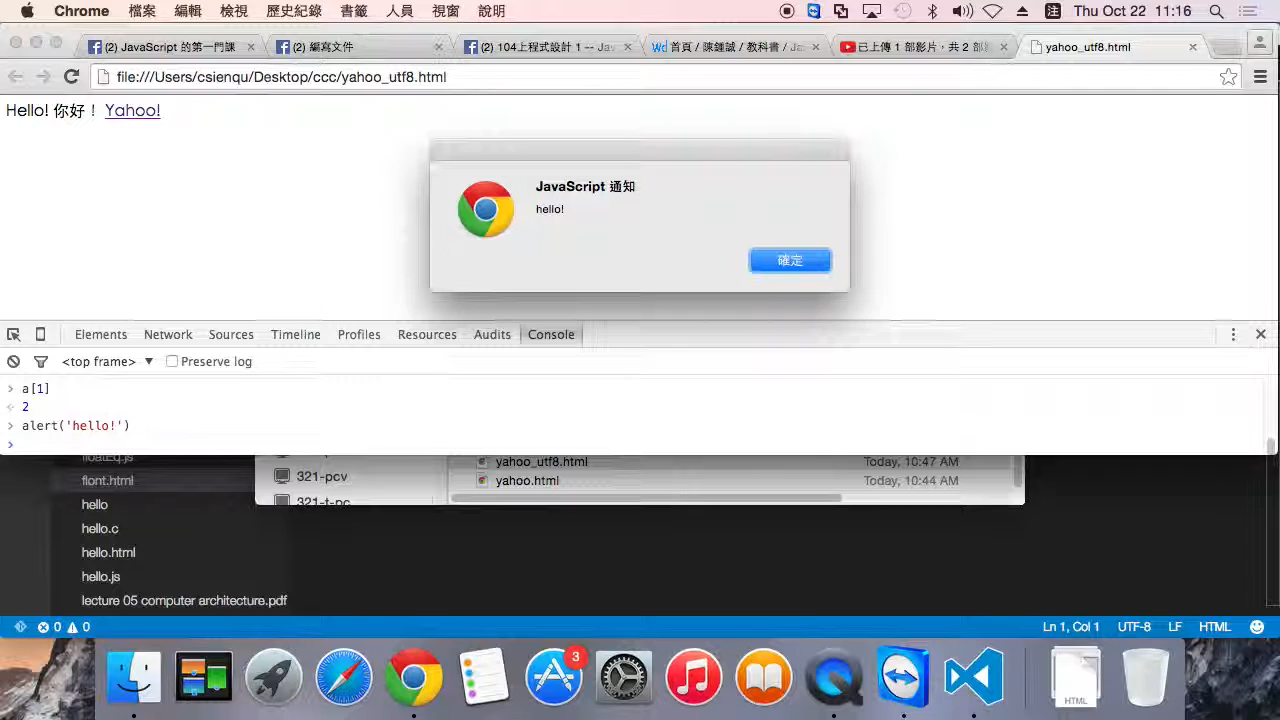 Chrome 檔案 編輯 檢視 歷史紀錄 書籤 人員 視窗 說明 注 Thu Oct 22 11:16
(2) JavaScript 的第一門課
(2) 編寫文件
(2) 104上程式設計 1 -- Jav
首頁 / 陳鍾誠 / 教科書 / Ja
已上傳 1 部影片，共 2 部
yahoo_utf8.html
file:///Users/csienqu/Desktop/ccc/yahoo_utf8.html
Hello! 你好！ Yahoo!
JavaScript 通知
hello!
確定
Elements Network Sources Timeline Profiles Resources Audits Console
<top frame> Preserve log
> a[1]
2
> alert('hello!')
>
floatEq.js
yahoo_utf8.html Today, 10:47 AM
321-pcv
flont.html
yahoo.html Today, 10:44 AM
321-t-pc
hello
hello.c
hello.html
hello.js
lecture 05 computer architecture.pdf
0 0 Ln 1, Col 1 UTF-8 LF HTML
3
HTML